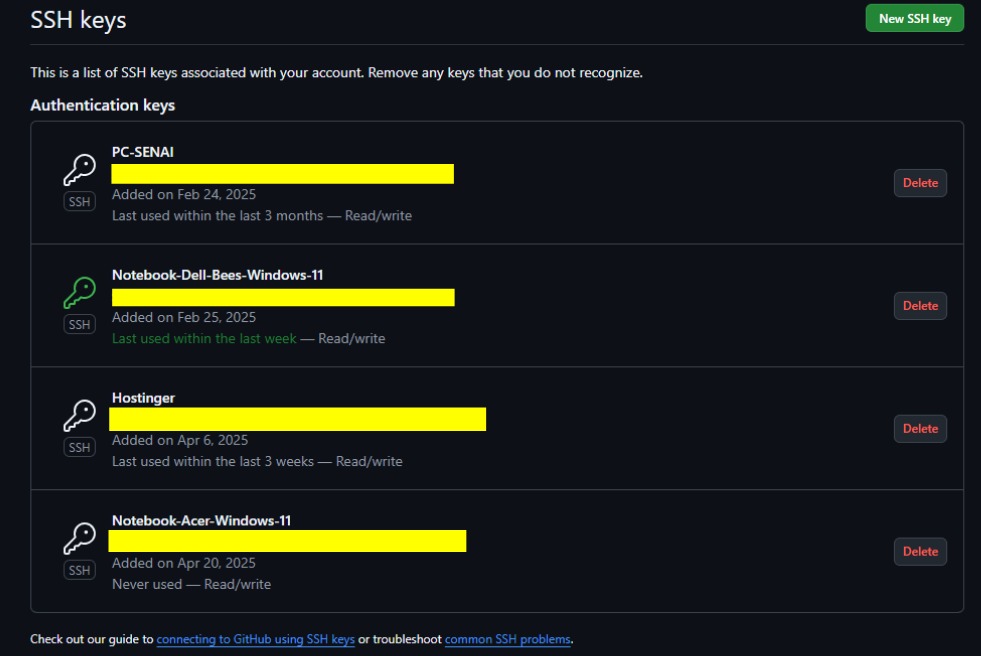 SSH keys
New SSH key
This is a list of SSH keys associated with your account. Remove any keys that you do not recognize.
Authentication keys
PC-SENAI
SSH
Added on Feb 24, 2025
Last used within the last 3 months — Read/write
Delete
Notebook-Dell-Bees-Windows-11
SSH
Added on Feb 25, 2025
Last used within the last week — Read/write
Delete
Hostinger
SSH
Added on Apr 6, 2025
Last used within the last 3 weeks — Read/write
Delete
Notebook-Acer-Windows-11
SSH
Added on Apr 20, 2025
Never used — Read/write
Delete
Check out our guide to connecting to GitHub using SSH keys or troubleshoot common SSH problems.